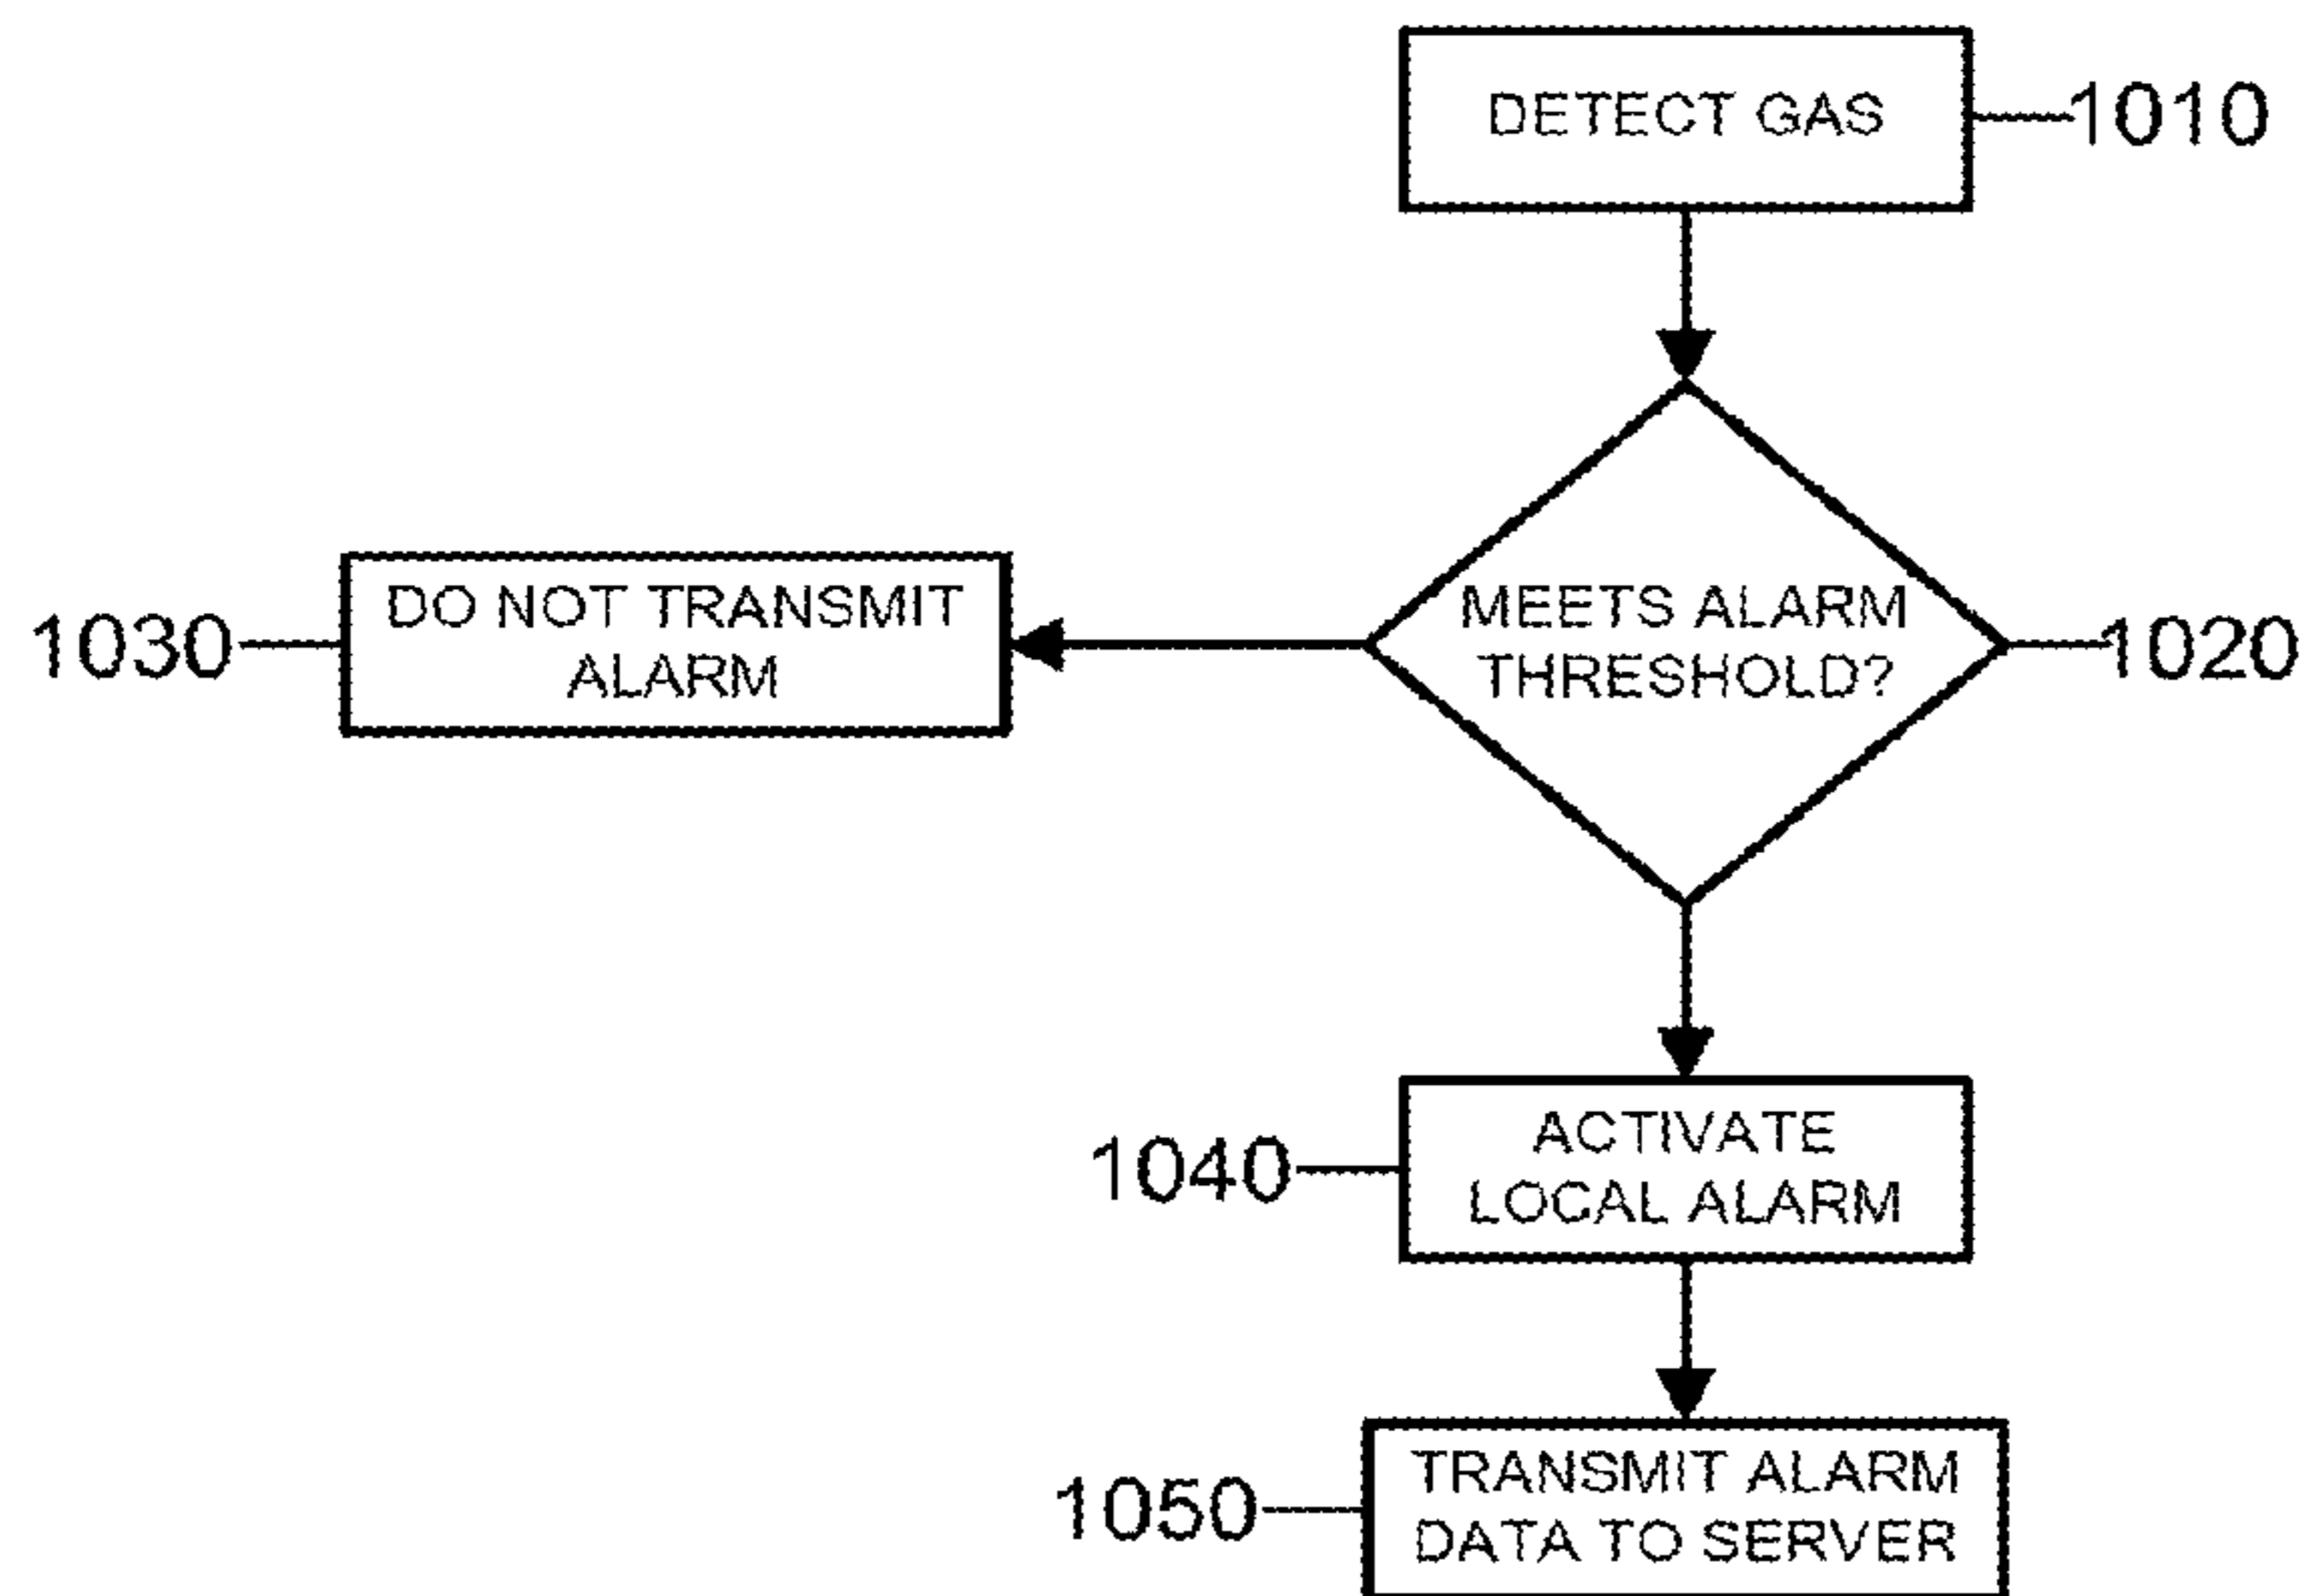 DETECT GAS
1010
DO NOT TRANSMIT
ALARM
1030
MEETS ALARM
THRESHOLD?
1020
ACTIVATE
LOCAL ALARM
1040
TRANSMIT ALARM
DATA TO SERVER
1050